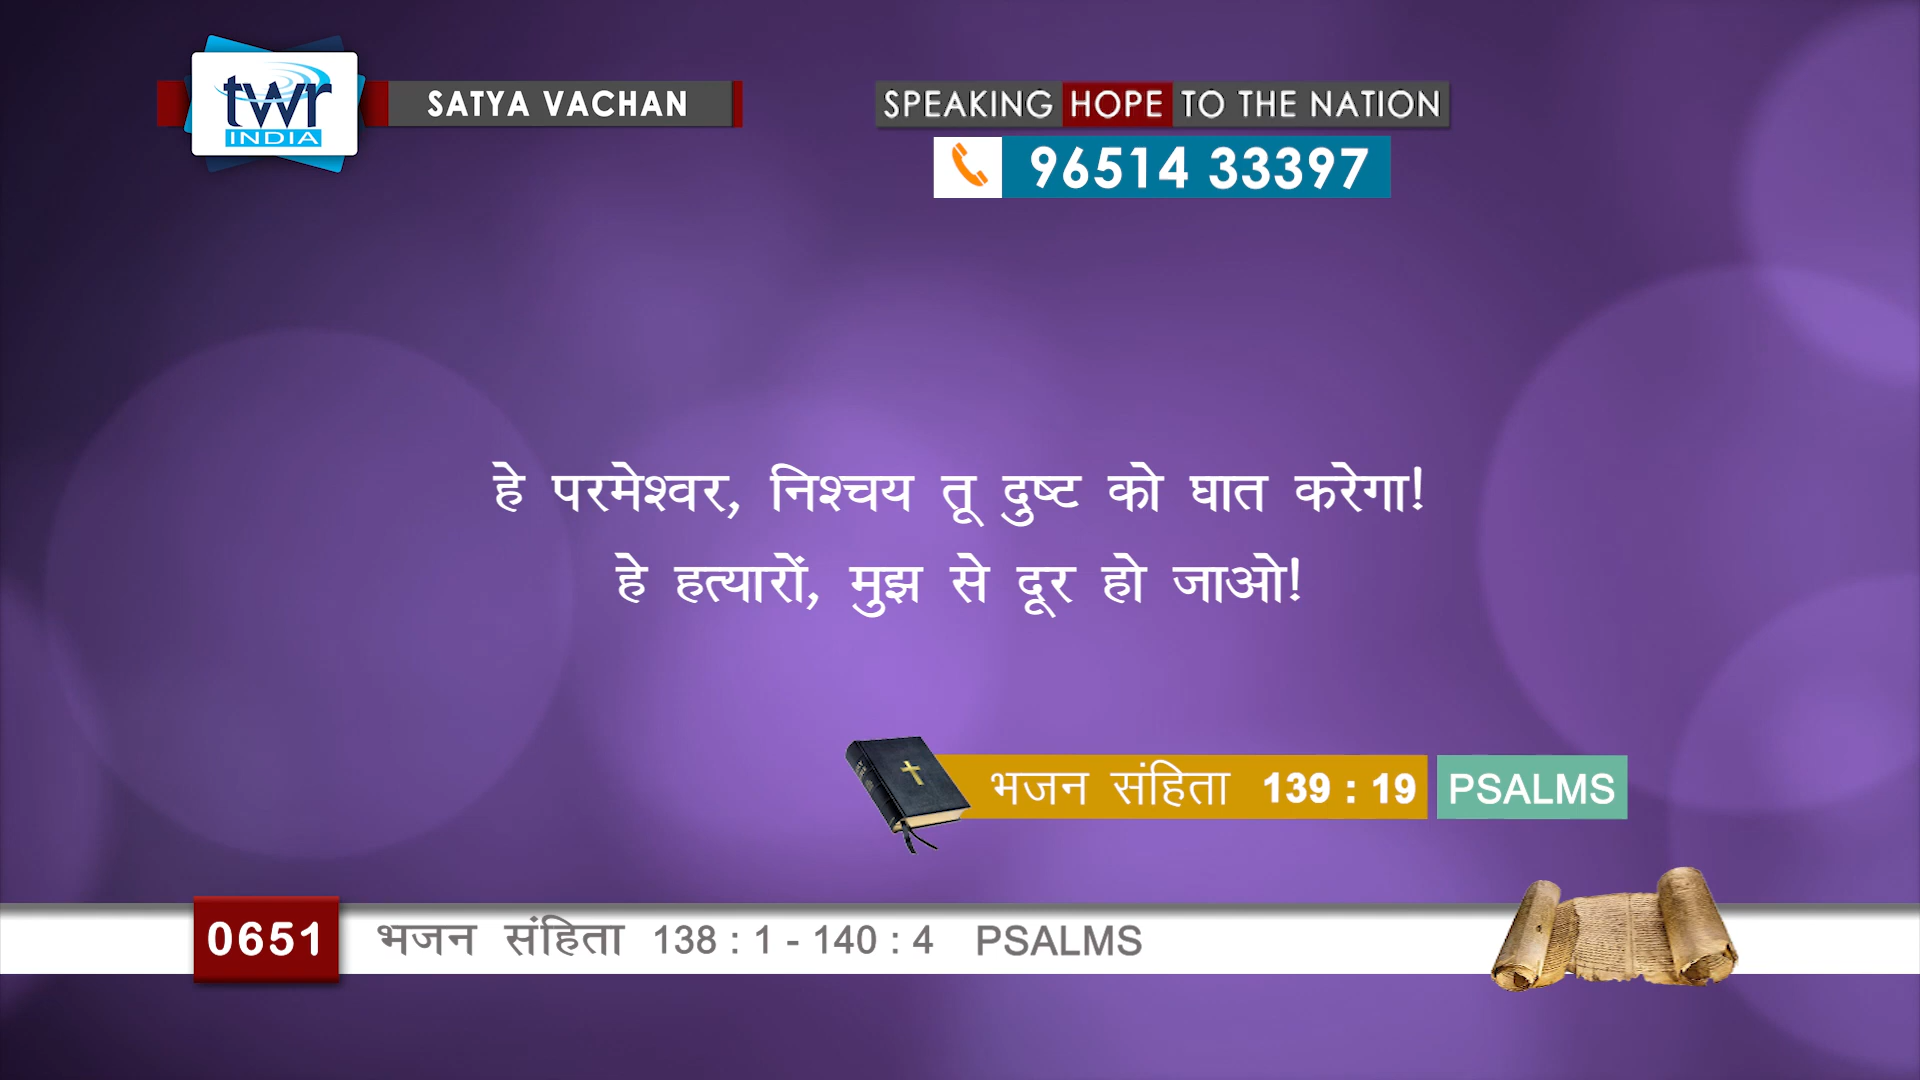 twr
INDIA
SATYA VACHAN
SPEAKING HOPE TO THE NATION
96514 33397
हे परमेश्वर, निश्चय तू दुष्ट को घात करेगा!
हे हत्यारों, मुझ से दूर हो जाओ!
भजन संहिता 139 : 19 PSALMS
0651 भजन संहिता 138 : 1 - 140 : 4 PSALMS